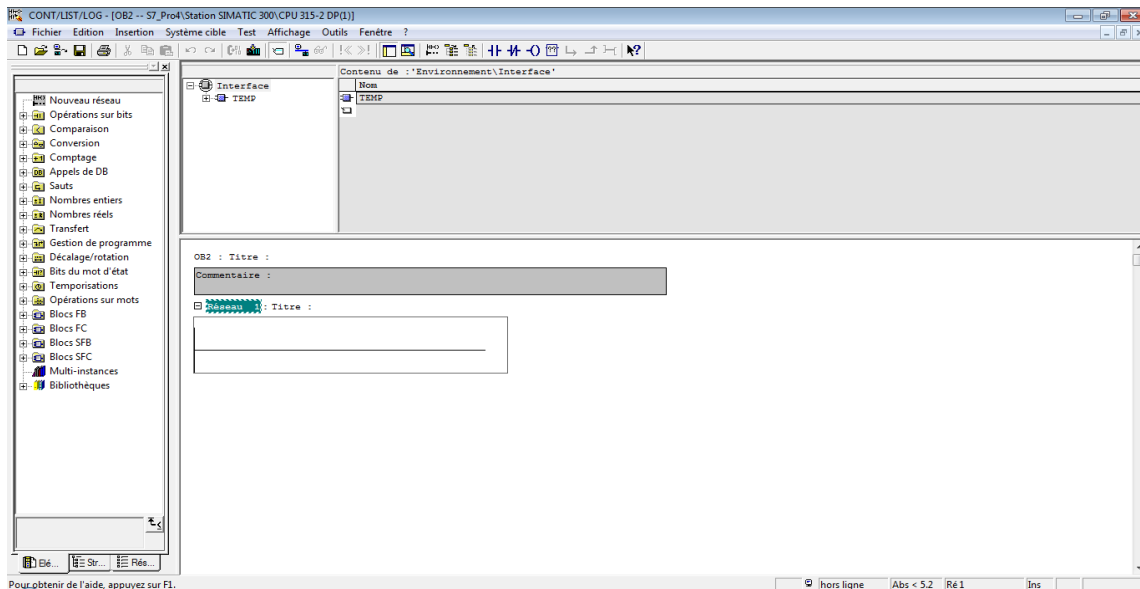 CONT/LIST/LOG - [OB2 -- S7_Pro4\Station SIMATIC 300\CPU 315-2 DP(1)]
Fichier Edition Insertion Système cible Test Affichage Outils Fenêtre ?
Contenu de :'Environnement\Interface'
Interface
TEMP
Nom
TEMP
Nouveau réseau
Opérations sur bits
Comparaison
Conversion
Comptage
Appels de DB
Sauts
Nombres entiers
Nombres réels
Transfert
Gestion de programme
Décalage/rotation
Bits du mot d'état
Temporisations
Opérations sur mots
Blocs FB
Blocs FC
Blocs SFB
Blocs SFC
Multi-instances
Bibliothèques
OB2 : Titre :
Commentaire :
Réseau 1: Titre :
Elé... Str... Rés...
Pour obtenir de l'aide, appuyez sur F1.
hors ligne Abs < 5.2 Ré 1 Ins